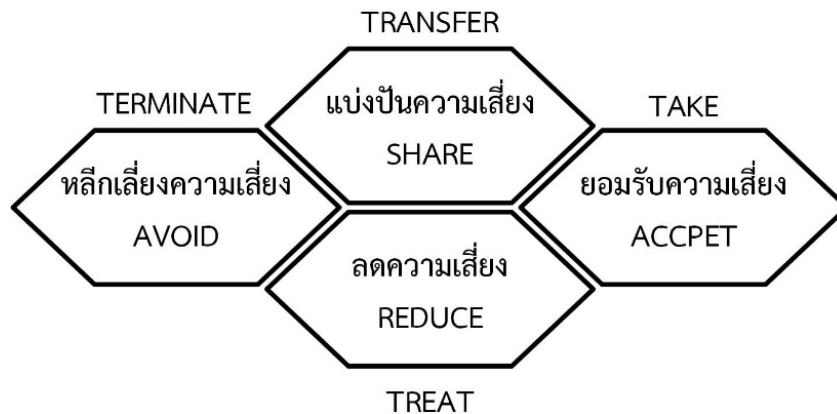 TRANSFER
แบ่งปันความเสี่ยง
SHARE
TERMINATE
หลีกเลี่ยงความเสี่ยง
AVOID
TAKE
ยอมรับความเสี่ยง
ACCPET
ลดความเสี่ยง
REDUCE
TREAT